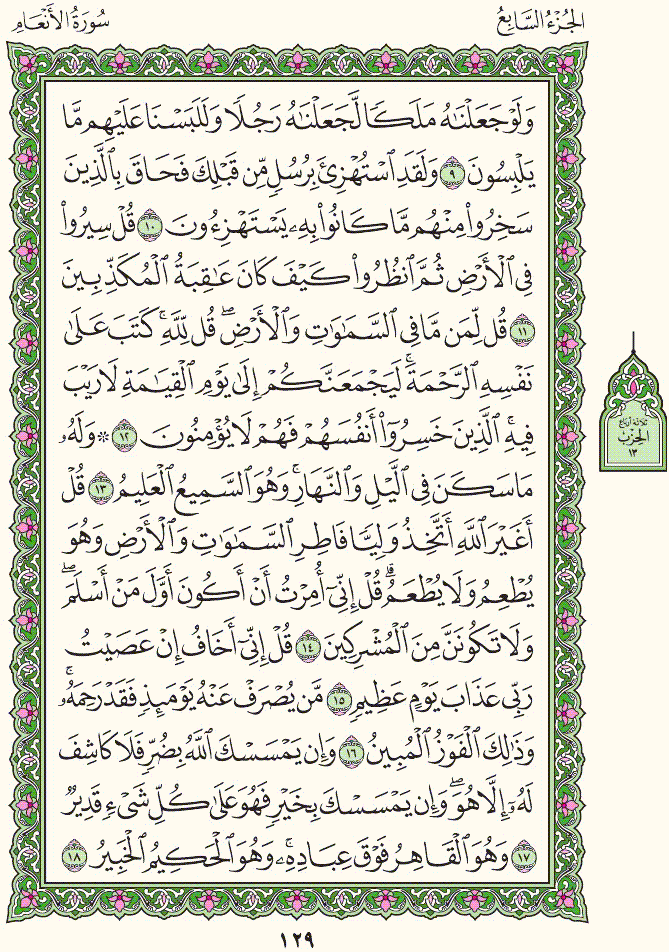 الجُزْءُ السَّابِعُ
سُورَةُ الأَنْعَامِ
وَلَوْ جَعَلْنَٰهُ مَلَكًا لَّجَعَلْنَٰهُ رَجُلًا وَلَلَبَسْنَا عَلَيْهِم مَّا
يَلْبِسُونَ ٩ وَلَقَدِ ٱسْتُهْزِئَ بِرُسُلٍ مِّن قَبْلِكَ فَحَاقَ بِٱلَّذِينَ
سَخِرُوا۟ مِنْهُم مَّا كَانُوا۟ بِهِۦ يَسْتَهْزِءُونَ ١٠ قُلْ سِيرُوا۟
فِى ٱلْأَرْضِ ثُمَّ ٱنظُرُوا۟ كَيْفَ كَانَ عَٰقِبَةُ ٱلْمُكَذِّبِينَ
١١ قُل لِّمَن مَّا فِى ٱلسَّمَٰوَٰتِ وَٱلْأَرْضِ ۖ قُل لِّلَّهِ ۚ كَتَبَ عَلَىٰ
نَفْسِهِ ٱلرَّحْمَةَ ۚ لَيَجْمَعَنَّكُمْ إِلَىٰ يَوْمِ ٱلْقِيَٰمَةِ لَا رَيْبَ
فِيهِ ۚ ٱلَّذِينَ خَسِرُوٓا۟ أَنفُسَهُمْ فَهُمْ لَا يُؤْمِنُونَ ١٢ ۞ وَلَهُۥ
مَا سَكَنَ فِى ٱلَّيْلِ وَٱلنَّهَارِ ۚ وَهُوَ ٱلسَّمِيعُ ٱلْعَلِيمُ ١٣ قُلْ
أَغَيْرَ ٱللَّهِ أَتَّخِذُ وَلِيًّا فَاطِرِ ٱلسَّمَٰوَٰتِ وَٱلْأَرْضِ وَهُوَ
يُطْعِمُ وَلَا يُطْعَمُ ۗ قُلْ إِنِّىٓ أُمِرْتُ أَنْ أَكُونَ أَوَّلَ مَنْ أَسْلَمَ ۖ
وَلَا تَكُونَنَّ مِنَ ٱلْمُشْرِكِينَ ١٤ قُلْ إِنِّىٓ أَخَافُ إِنْ عَصَيْتُ
رَبِّى عَذَابَ يَوْمٍ عَظِيمٍ ١٥ مَّن يُصْرَفْ عَنْهُ يَوْمَئِذٍ فَقَدْ رَحِمَهُۥ ۚ
وَذَٰلِكَ ٱلْفَوْزُ ٱلْمُبِينُ ١٦ وَإِن يَمْسَسْكَ ٱللَّهُ بِضُرٍّ فَلَا كَاشِفَ
لَهُۥٓ إِلَّا هُوَ ۖ وَإِن يَمْسَسْكَ بِخَيْرٍ فَهُوَ عَلَىٰ كُلِّ شَىْءٍ قَدِيرٌ
١٧ وَهُوَ ٱلْقَاهِرُ فَوْقَ عِبَادِهِۦ ۚ وَهُوَ ٱلْحَكِيمُ ٱلْخَبِيرُ ١٨
ثلاثة أرباع
الحِزْب
١٣
١٢٩